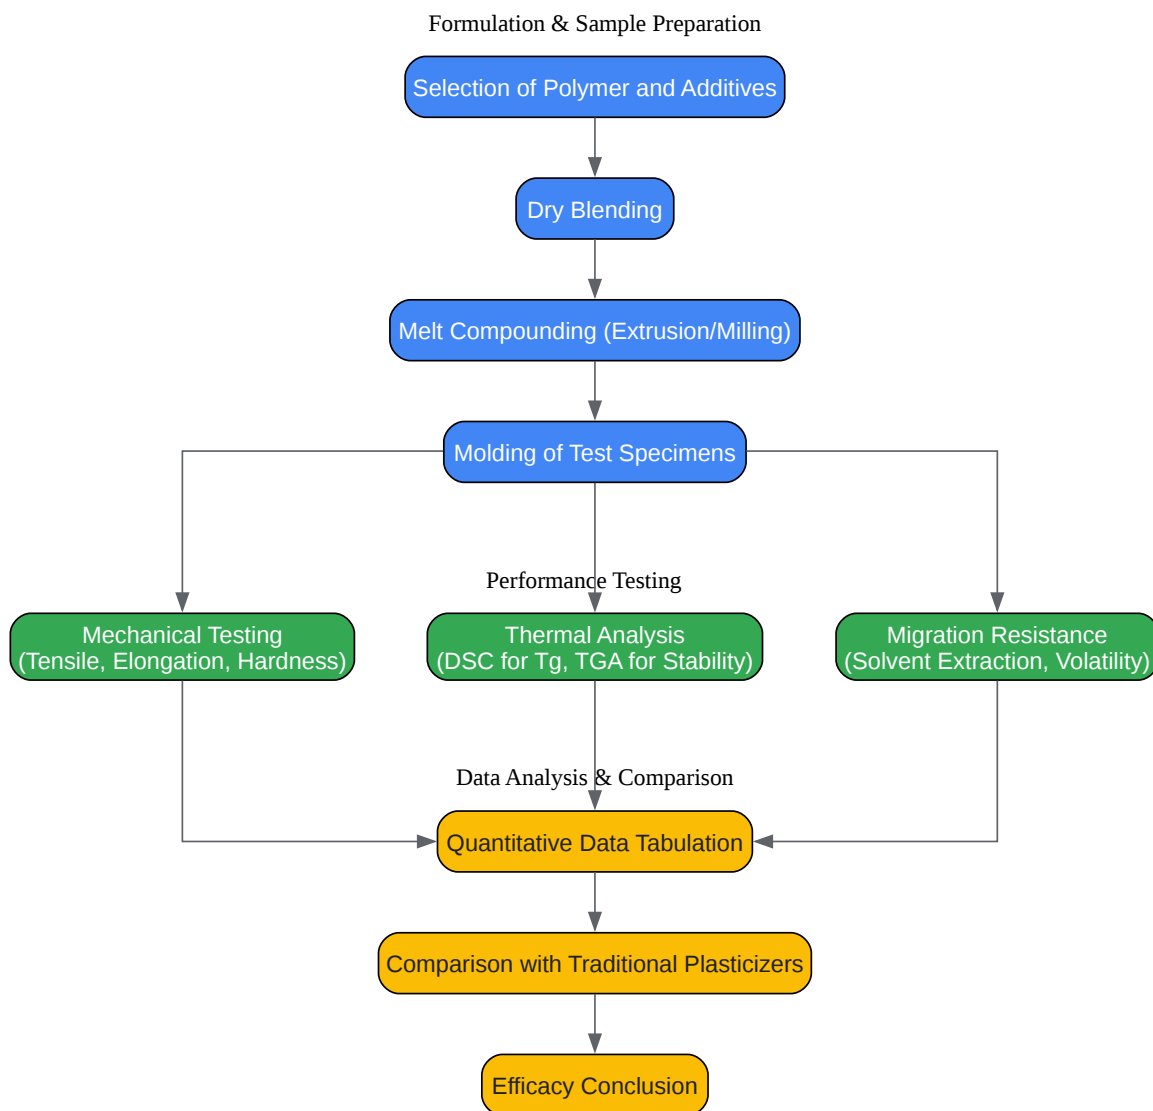 Formulation & Sample Preparation
Selection of Polymer and Additives
Dry Blending
Melt Compounding (Extrusion/Milling)
Molding of Test Specimens
Performance Testing
Mechanical Testing
(Tensile, Elongation, Hardness)
Thermal Analysis
(DSC for Tg, TGA for Stability)
Migration Resistance
(Solvent Extraction, Volatility)
Data Analysis & Comparison
Quantitative Data Tabulation
Comparison with Traditional Plasticizers
Efficacy Conclusion